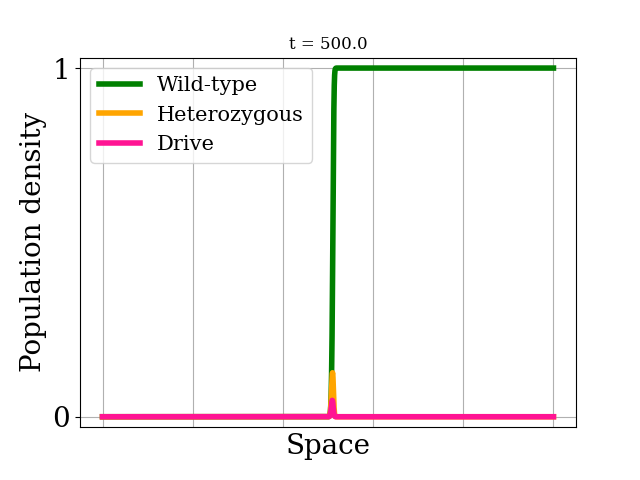 t = 500.0
1
Wild-type
Heterozygous
Drive
Population density
0
Space